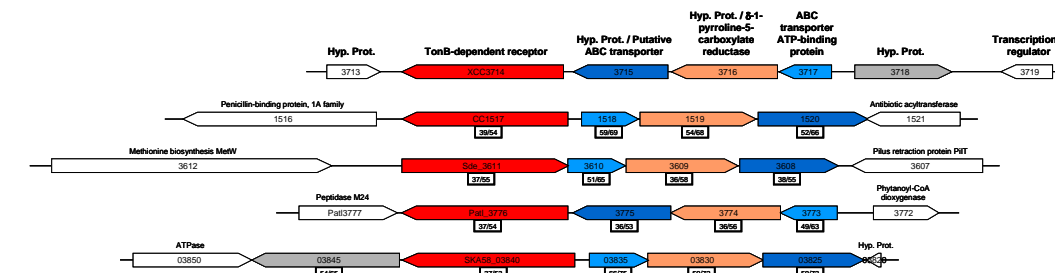 Hyp. Prot.
TonB-dependent receptor
Hyp. Prot. / Putative
ABC transporter
Hyp. Prot. / δ-1-
pyrroline-5-
carboxylate
reductase
ABC
transporter
ATP-binding
protein
Hyp. Prot.
Transcription
regulator
3713
XCC3714
3715
3716
3717
3718
3719
Penicillin-binding protein, 1A family
Antibiotic acyltransferase
1516
CC1517
1518
1519
1520
1521
39/54
59/69
54/68
52/66
Methionine biosynthesis MetW
Pilus retraction protein PilT
3612
Sde_3611
3610
3609
3608
3607
37/55
51/65
36/58
38/55
Peptidase M24
Phytanoyl-CoA
dioxygenase
Patl3777
Patl_3776
3775
3774
3773
3772
37/54
36/53
36/56
49/63
ATPase
Hyp. Prot.
03850
03845
SKA58_03840
03835
03830
03825